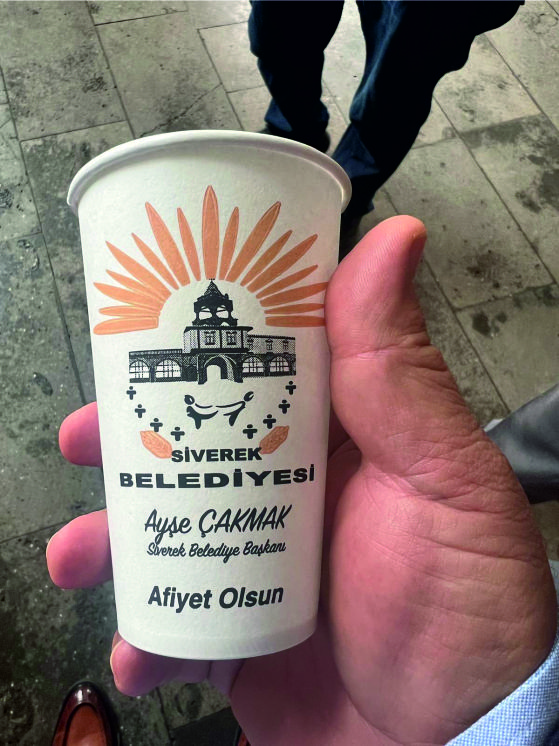 SİVEREK
BELEDİYESİ
Ayşe ÇAKMAK
Siverek Belediye Başkanı
Afiyet Olsun